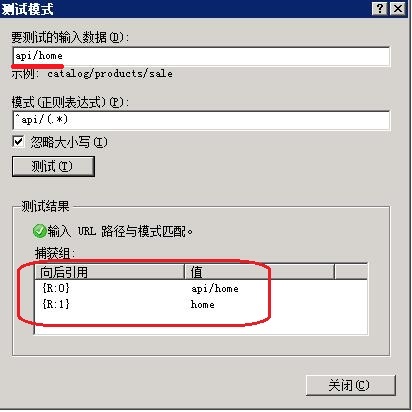 测试模式
要测试的输入数据(D):
api/home
示例: catalog/products/sale
模式(正则表达式)(P):
^api/(.*)
忽略大小写(I)
测试(T)
测试结果
输入 URL 路径与模式匹配。
捕获组:
向后引用 值
{R:0} api/home
{R:1} home
关闭(C)